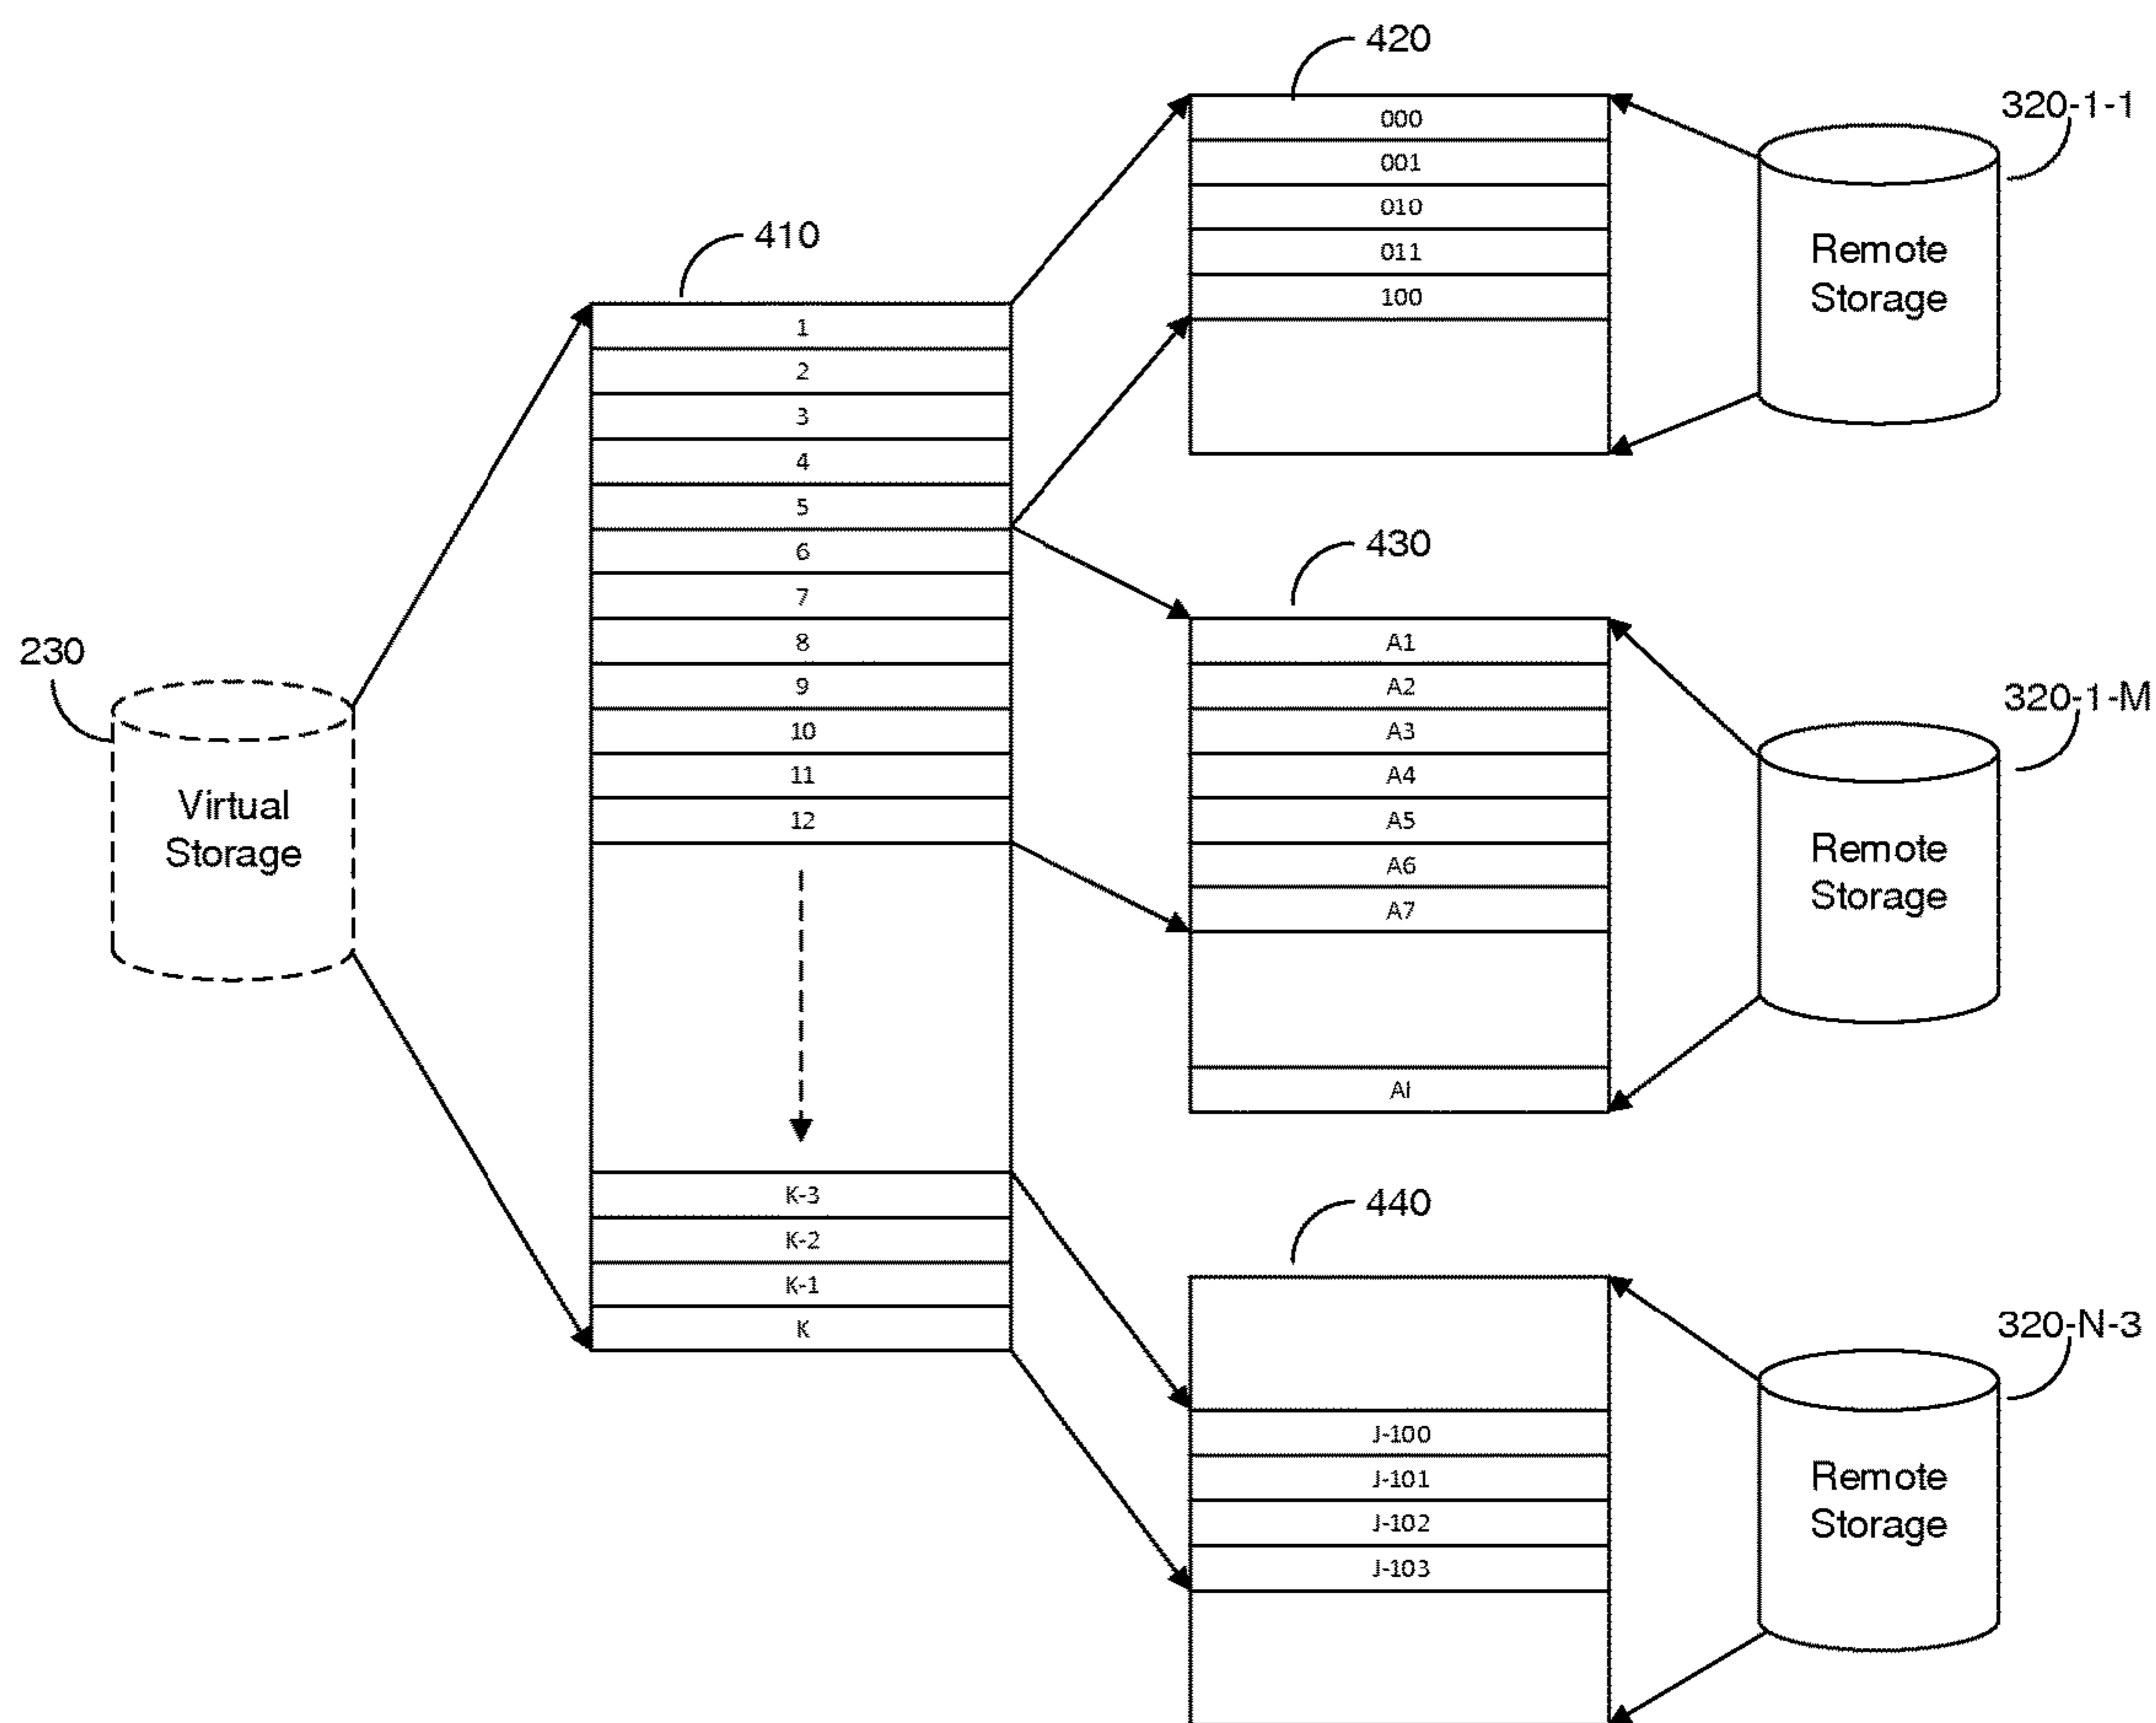 420
320-1-1
000
001
010
011
100
Remote
Storage
410
1
2
3
4
5
6
7
8
9
10
11
12
K-3
K-2
K-1
K
430
A1
A2
A3
A4
A5
A6
A7
AI
320-1-M
Remote
Storage
230
Virtual
Storage
440
J-100
J-101
J-102
J-103
320-N-3
Remote
Storage